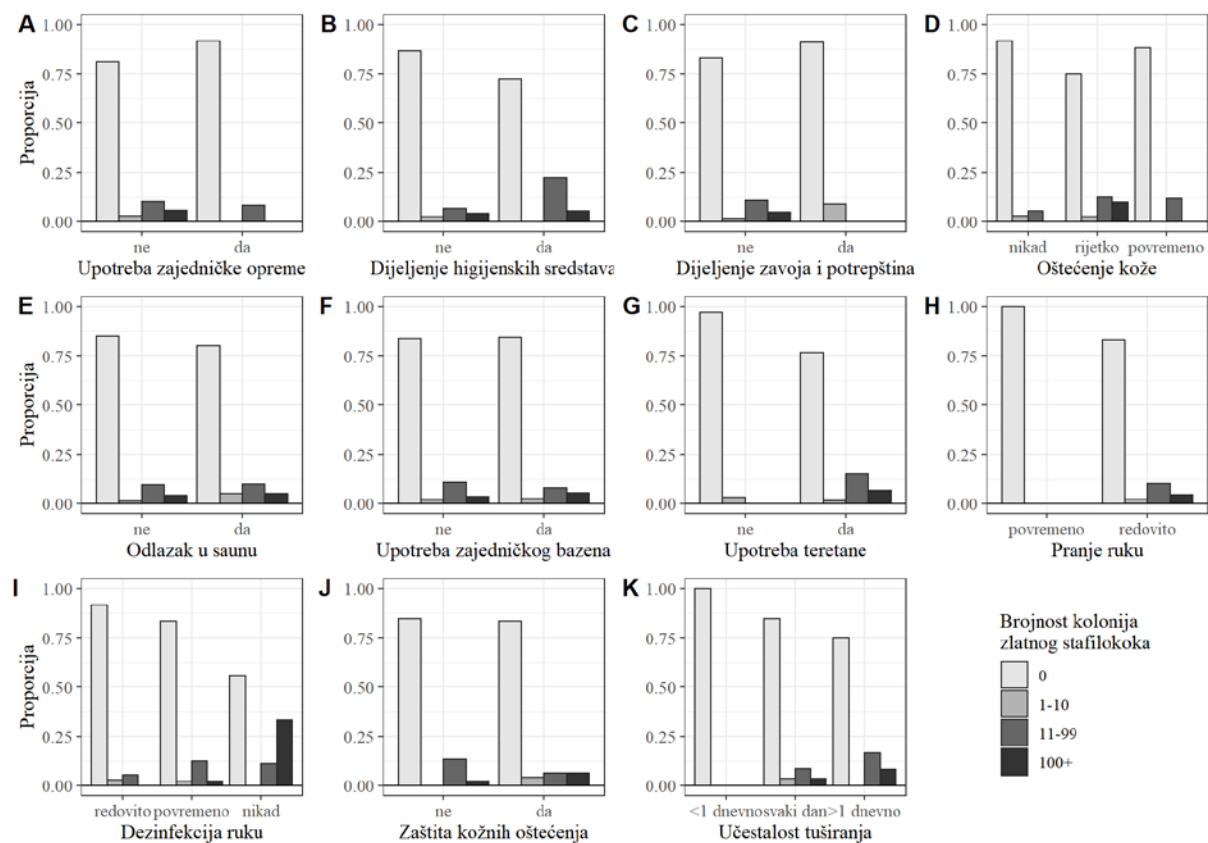 A
B
C
D
Proporcija
1.00
0.75
0.50
0.25
0.00
ne da
Upotreba zajedničke opreme
1.00
0.75
0.50
0.25
0.00
ne da
Dijeljenje higijenskih sredstava
1.00
0.75
0.50
0.25
0.00
ne da
Dijeljenje zavoja i potrepština
1.00
0.75
0.50
0.25
0.00
nikad rijetko povremeno
Oštećenje kože
E
F
G
H
Proporcija
1.00
0.75
0.50
0.25
0.00
ne da
Odlazak u saunu
1.00
0.75
0.50
0.25
0.00
ne da
Upotreba zajedničkog bazena
1.00
0.75
0.50
0.25
0.00
ne da
Upotreba teretane
1.00
0.75
0.50
0.25
0.00
povremeno redovito
Pranje ruku
I
J
K
Proporcija
1.00
0.75
0.50
0.25
0.00
redovito povremeno nikad
Dezinfekcija ruku
1.00
0.75
0.50
0.25
0.00
ne da
Zaštita kožnih oštećenja
1.00
0.75
0.50
0.25
0.00
<1 dnevno svaki dan >1 dnevno
Učestalost tuširanja
Brojnost kolonija
zlatnog stafilokoka
0
1-10
11-99
100+